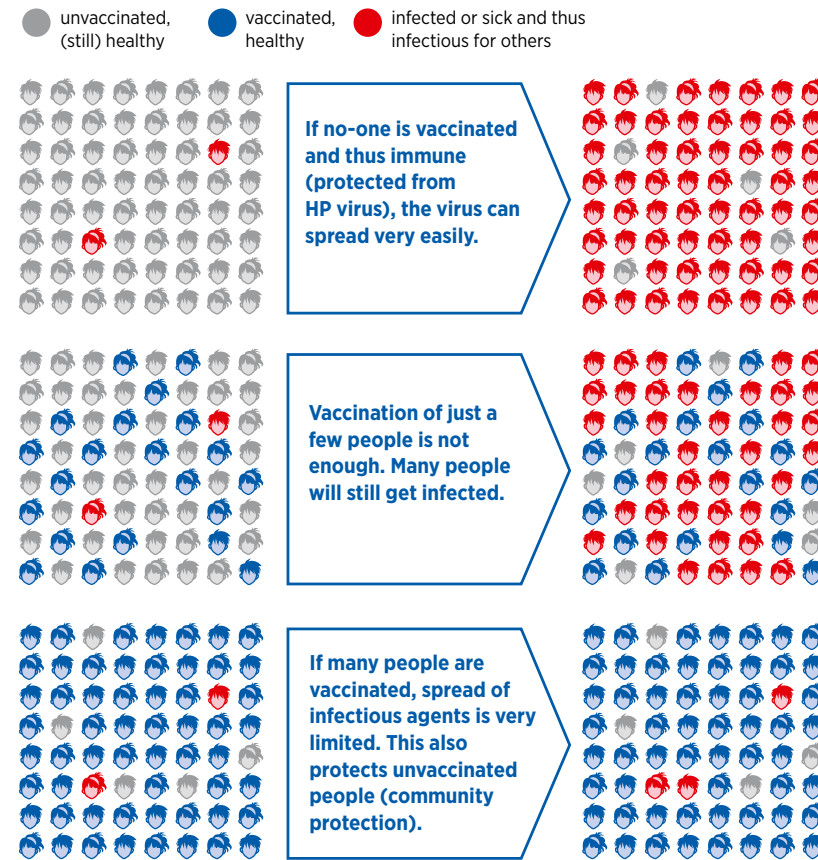 unvaccinated,
(still) healthy
vaccinated,
healthy
infected or sick and thus
infectious for others
If no-one is vaccinated
and thus immune
(protected from
HP virus), the virus can
spread very easily.
Vaccination of just a
few people is not
enough. Many people
will still get infected.
If many people are
vaccinated, spread of
infectious agents is very
limited. This also
protects unvaccinated
people (community
protection).